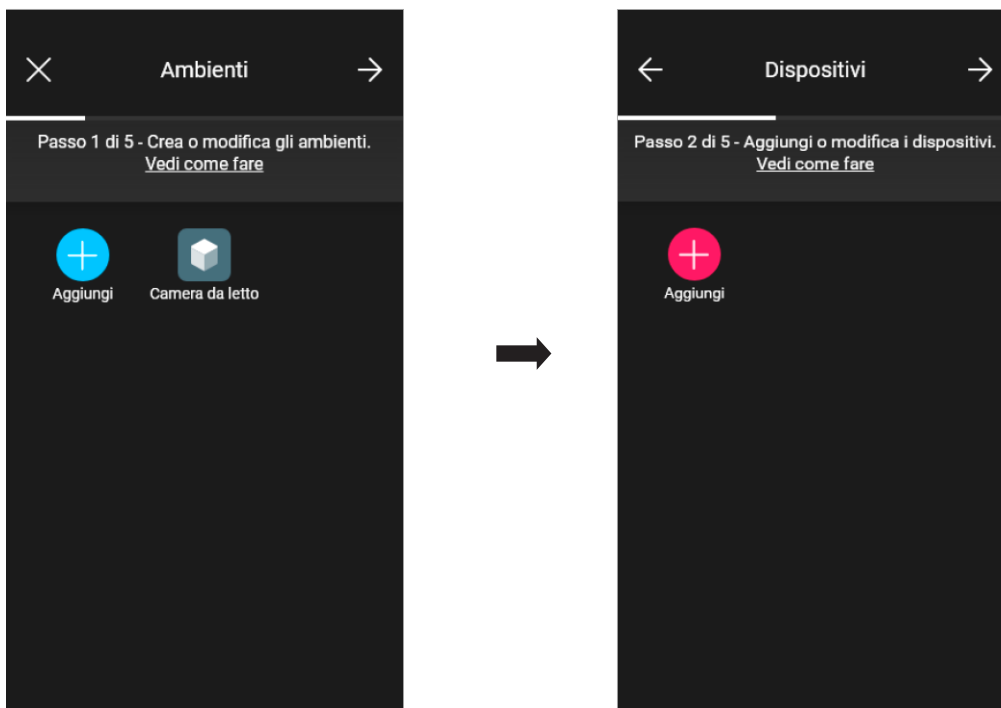 Ambienti
Passo 1 di 5 - Crea o modifica gli ambienti.
Vedi come fare
Aggiungi
Camera da letto
Dispositivi
Passo 2 di 5 - Aggiungi o modifica i dispositivi.
Vedi come fare
Aggiungi